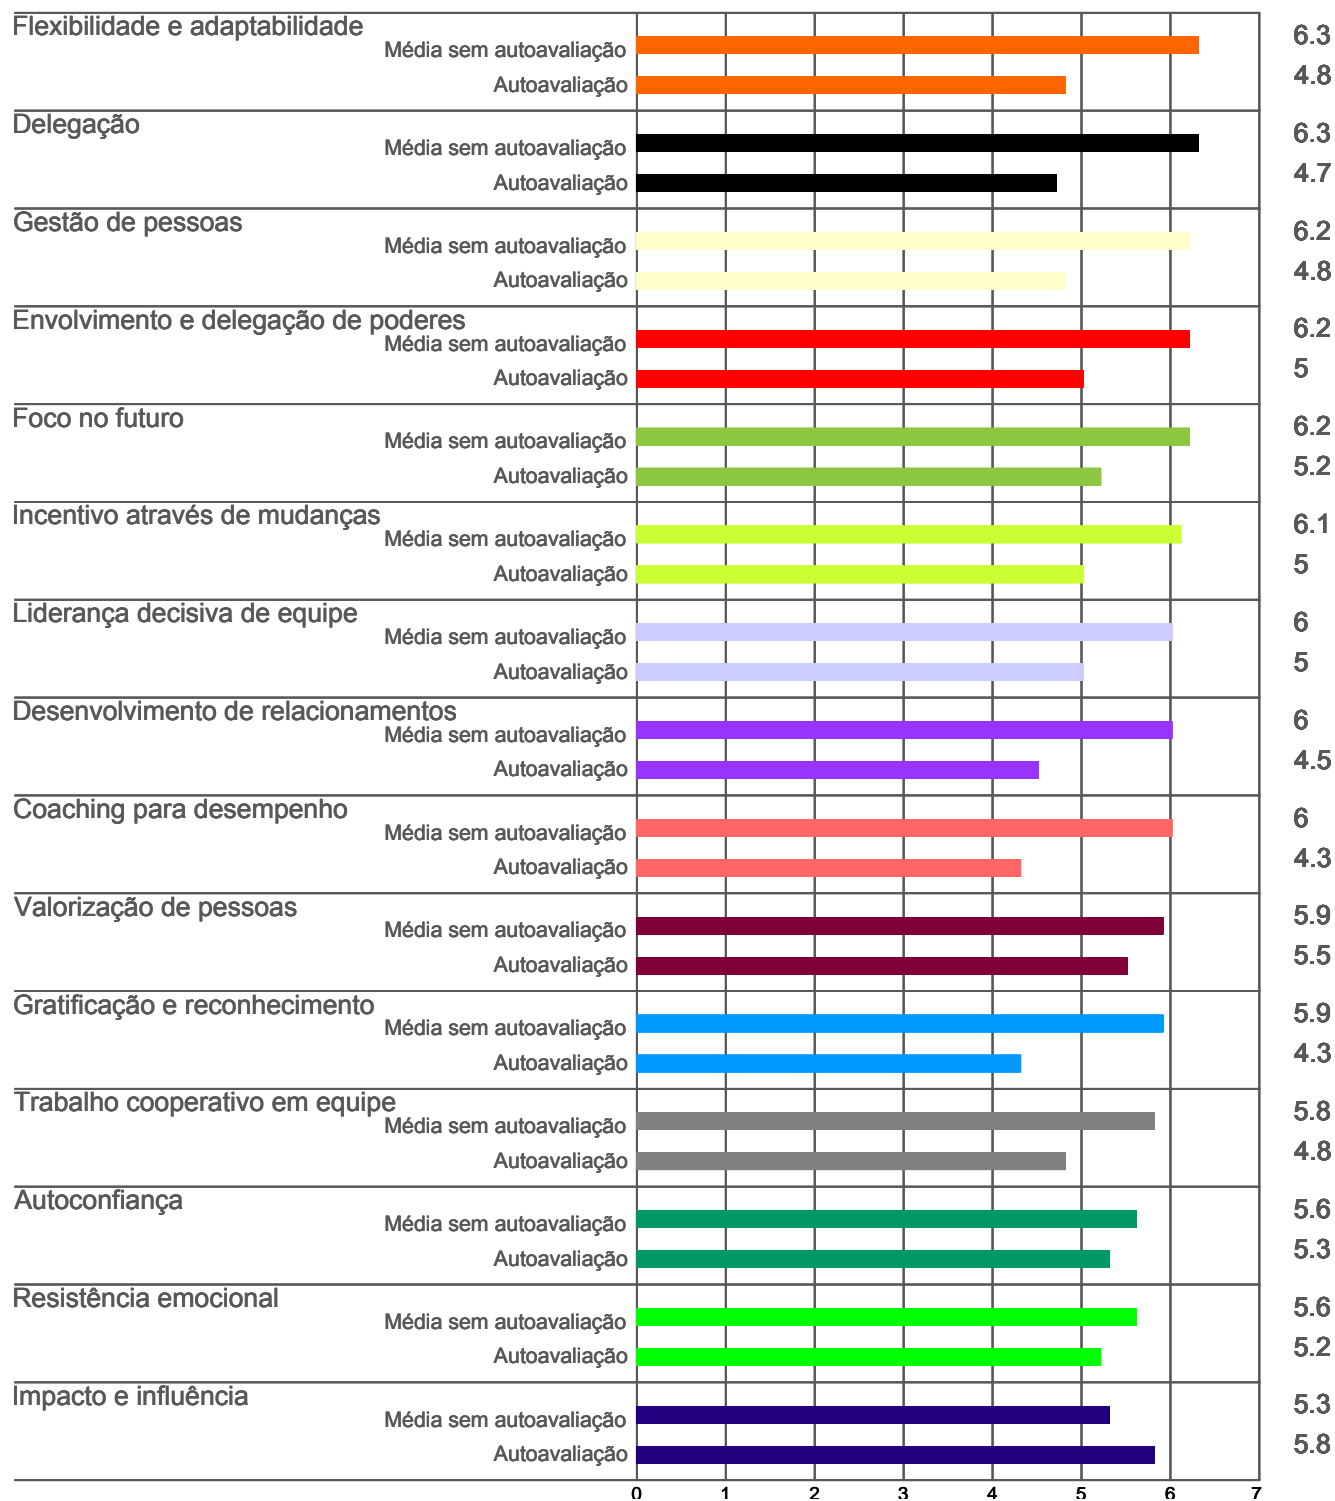 Flexibilidade e adaptabilidade
Média sem autoavaliação 6.3
Autoavaliação 4.8
Delegação
Média sem autoavaliação 6.3
Autoavaliação 4.7
Gestão de pessoas
Média sem autoavaliação 6.2
Autoavaliação 4.8
Envolvimento e delegação de poderes
Média sem autoavaliação 6.2
Autoavaliação 5
Foco no futuro
Média sem autoavaliação 6.2
Autoavaliação 5.2
Incentivo através de mudanças
Média sem autoavaliação 6.1
Autoavaliação 5
Liderança decisiva de equipe
Média sem autoavaliação 6
Autoavaliação 5
Desenvolvimento de relacionamentos
Média sem autoavaliação 6
Autoavaliação 4.5
Coaching para desempenho
Média sem autoavaliação 6
Autoavaliação 4.3
Valorização de pessoas
Média sem autoavaliação 5.9
Autoavaliação 5.5
Gratificação e reconhecimento
Média sem autoavaliação 5.9
Autoavaliação 4.3
Trabalho cooperativo em equipe
Média sem autoavaliação 5.8
Autoavaliação 4.8
Autoconfiança
Média sem autoavaliação 5.6
Autoavaliação 5.3
Resistência emocional
Média sem autoavaliação 5.6
Autoavaliação 5.2
Impacto e influência
Média sem autoavaliação 5.3
Autoavaliação 5.8
0 1 2 3 4 5 6 7